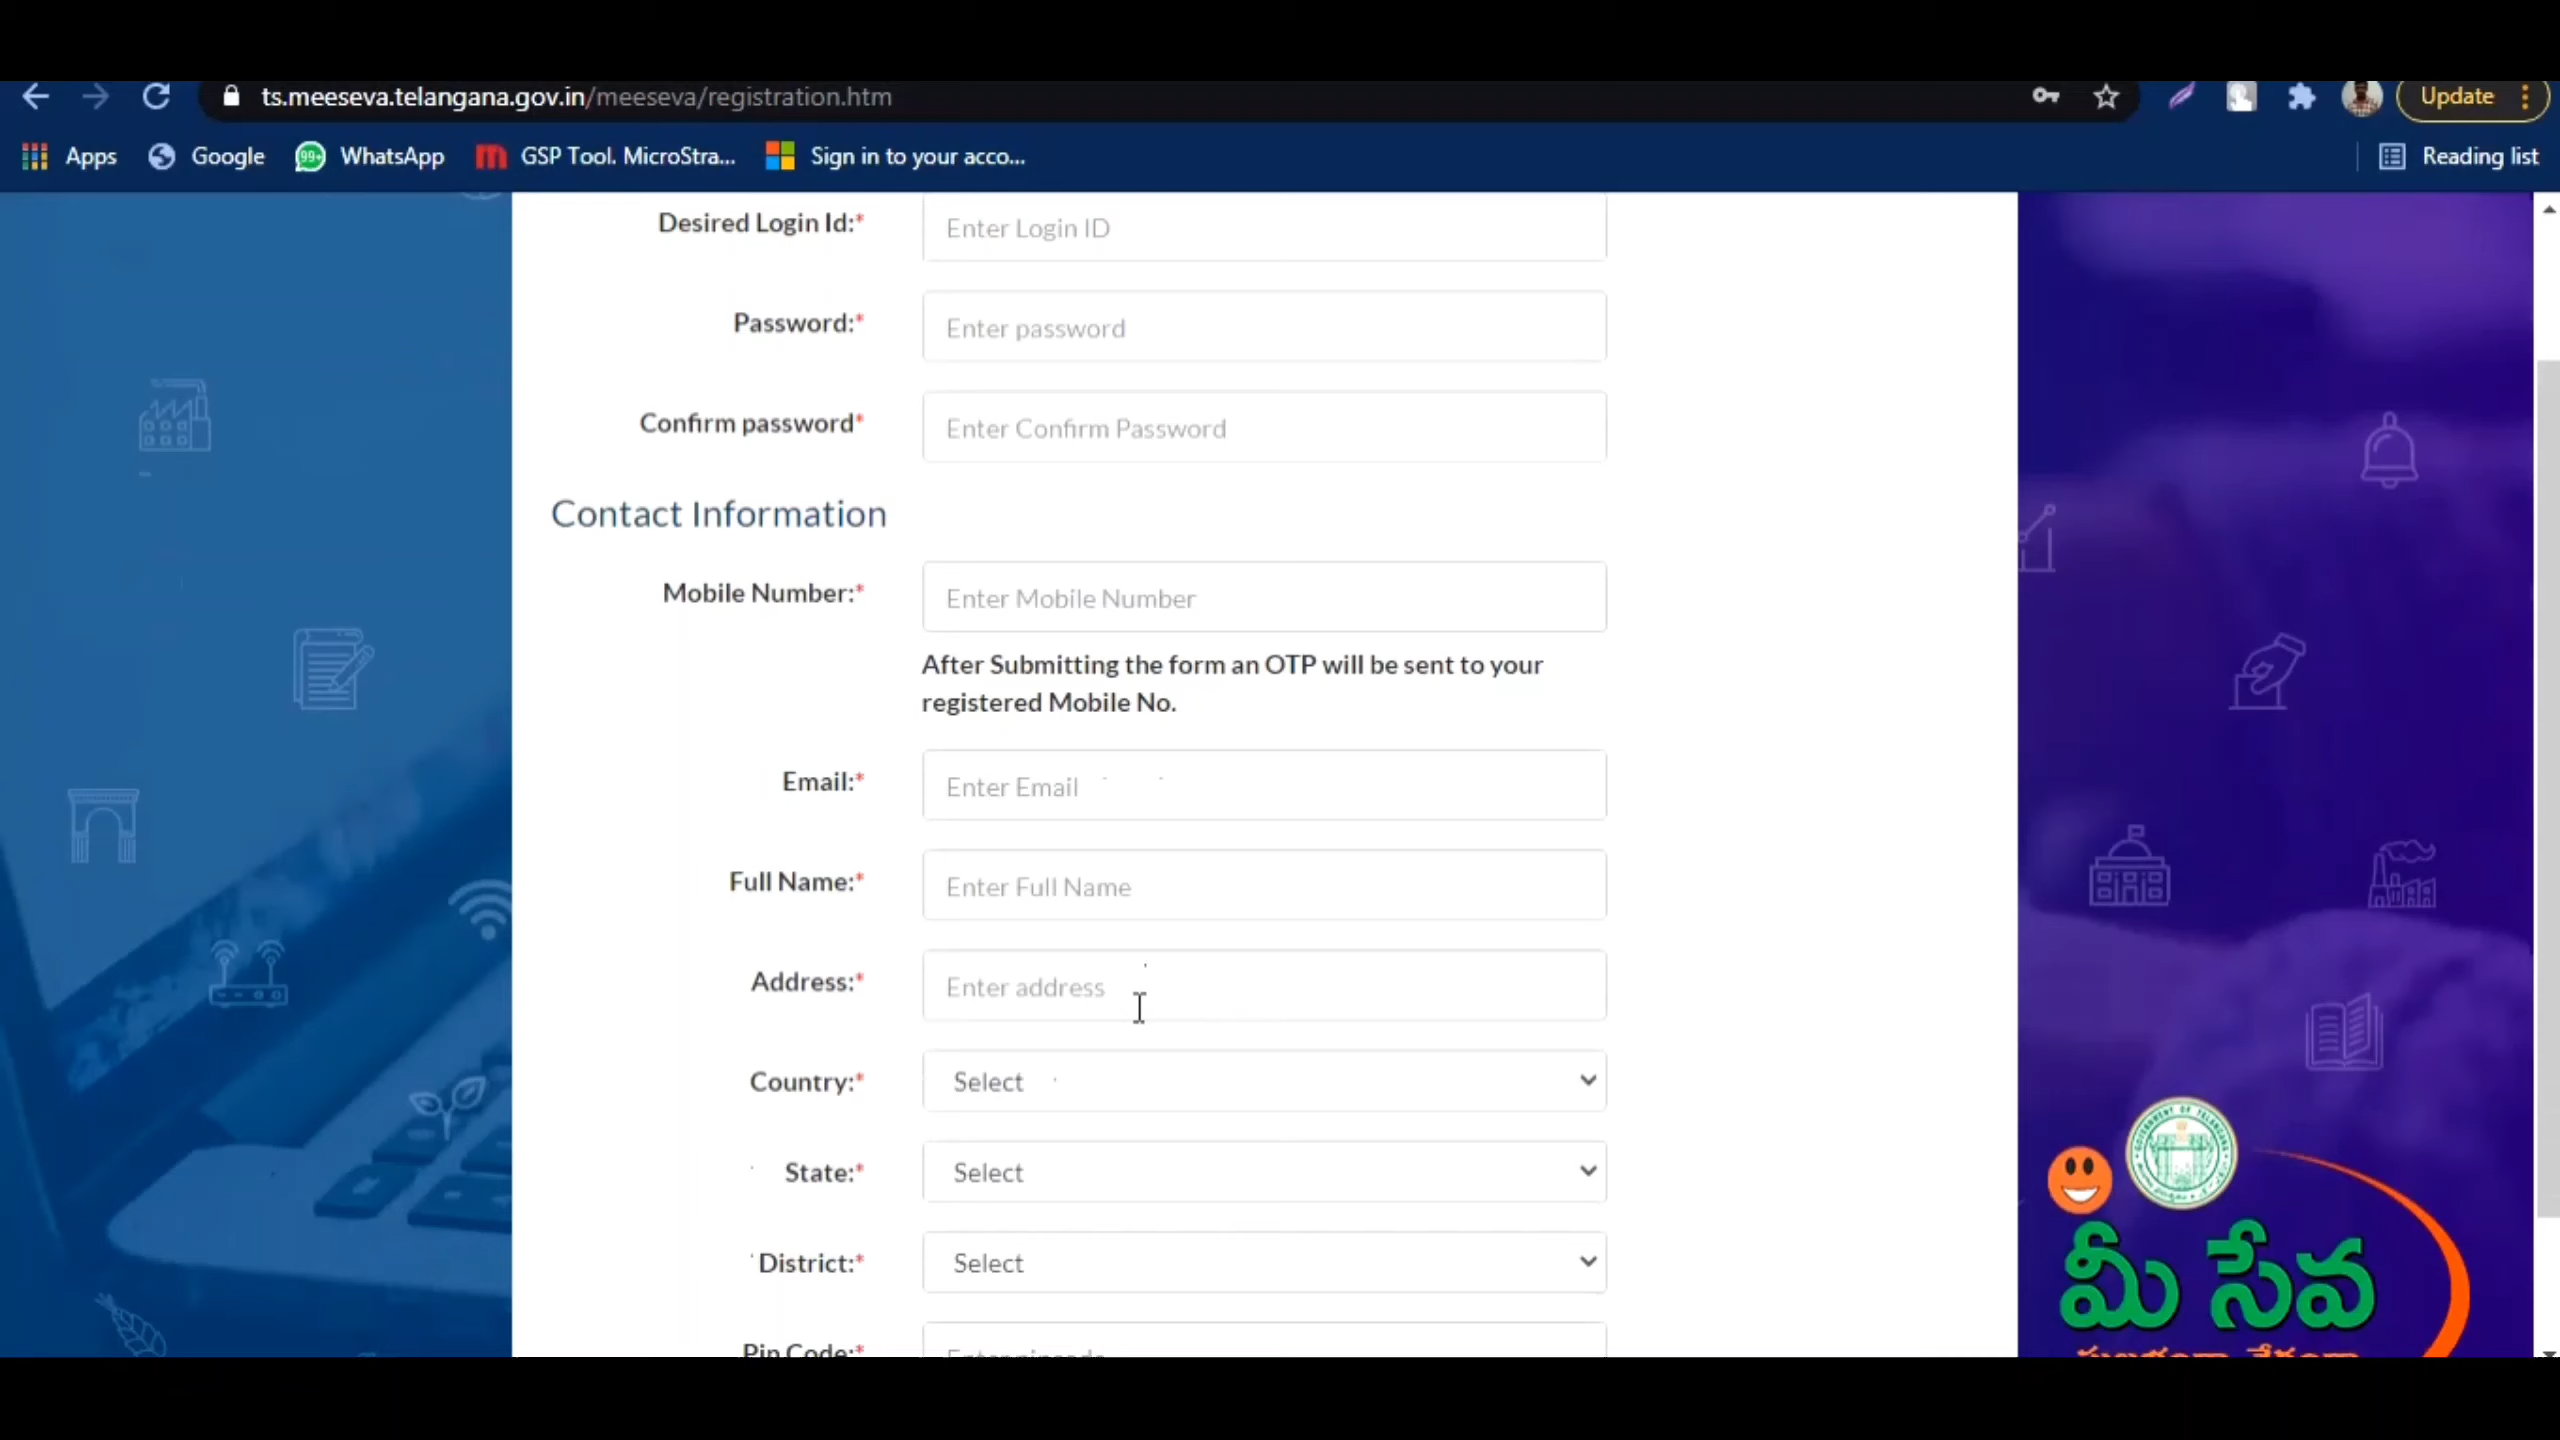 ts.meeseva.telangana.gov.in/meeseva/registration.htm
Update
Apps
Google
99+
WhatsApp
GSP Tool. MicroStra...
Sign in to your acco...
Reading list
Desired Login Id:*
Enter Login ID
Password:*
Enter password
Confirm password*
Enter Confirm Password
Contact Information
Mobile Number:*
Enter Mobile Number
After Submitting the form an OTP will be sent to your
registered Mobile No.
Email:*
Enter Email
Full Name:*
Enter Full Name
Address:*
Enter address
Country:*
Select
State:*
Select
District:*
Select
Pin Code:*
మీ సేవ